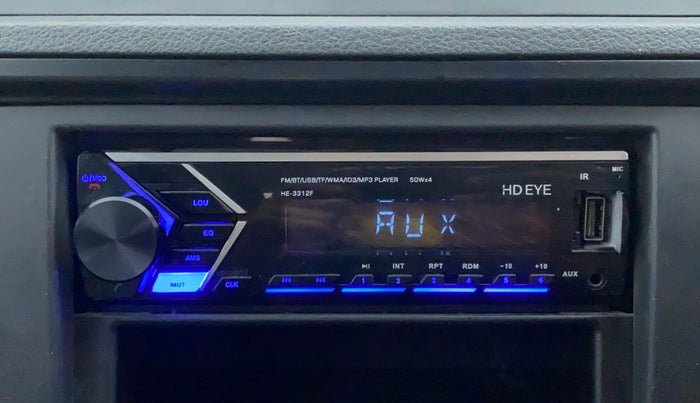 MIC
⏻/MOD
FM/BT/USB/TF/WMA/ID3/MP3 PLAYER 50Wx4
IR
HE-3312F
HD EYE
LOU
AUX
EQ
AMS
INT RPT RDM -10 +10
AUX
MUT
CLK
1 2 3 4 5 6